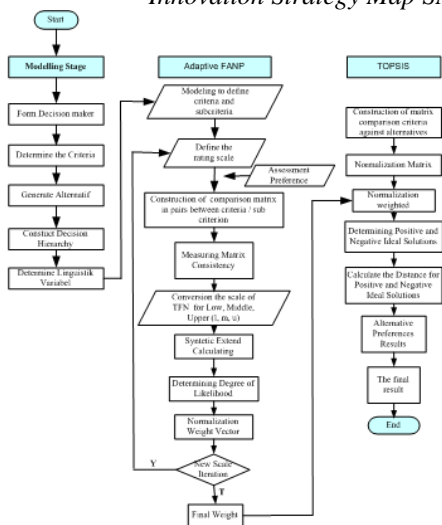 Innovation Strategy Map
Start
Modelling Stage
Form Decision maker
Determine the Criteria
Generate Alternatif
Constuct Decision
Hierarchy
Determine Linguistik
Variabel
Adaptive FANP
Modeling to define
criteria and
subcriteria
Define the
rating scale
Assessment
Preference
Construction of comparison matrix
in pairs between criteria / sub
criterion
Measuring Matrix
Consistency
Conversion the scale of
TFN for Low, Middle,
Upper (l, m, u)
Syntetic Extend
Calculating
Determining Degree of
Likelihood
Normalization
Weight Vector
New Scale
Iteration
Y
T
Final Weight
TOPSIS
Construction of matrix
comparison criteria
against alternatives
Normalization Matrix
Normalization
weighted
Determining Positive and
Negative Ideal Solutions
Calculate the Distance for
Positive and Negative
Ideal Solutions
Alternative
Preferences
Results
The final
result
End